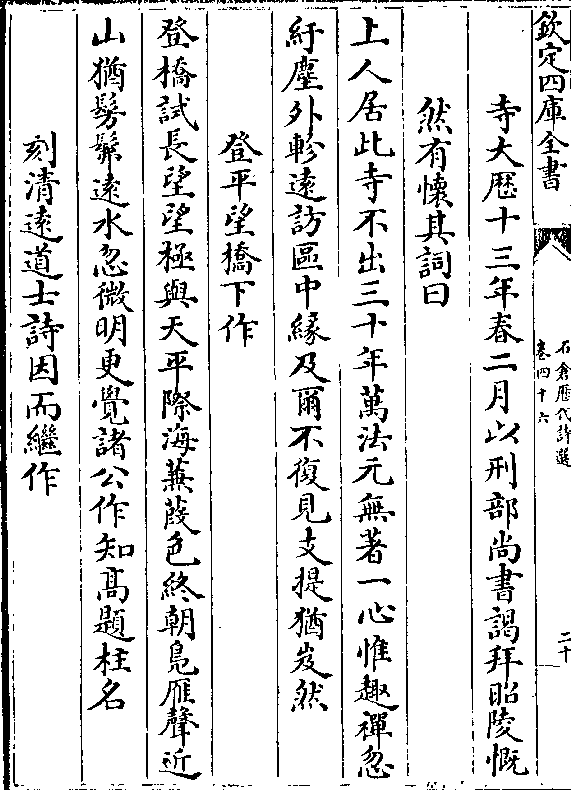 欽定四庫全書
石倉歷代詩選
卷四十六
二十
寺大歴十三年春二月以刑部尚書謁拜昭陵慨
然有懷其詞曰
上人居此寺不出三十年萬法元無著一心惟趣禪忽
紆塵外軫遠訪區中緣及爾不復見支提猶岌然
登平望橋下作
登橋試長望望極與天平際海蒹葭色終朝鳧雁聲近
山猶髣髴遠水忽微明更覺諸公作知髙題柱名
刻清遠道士詩因而繼作